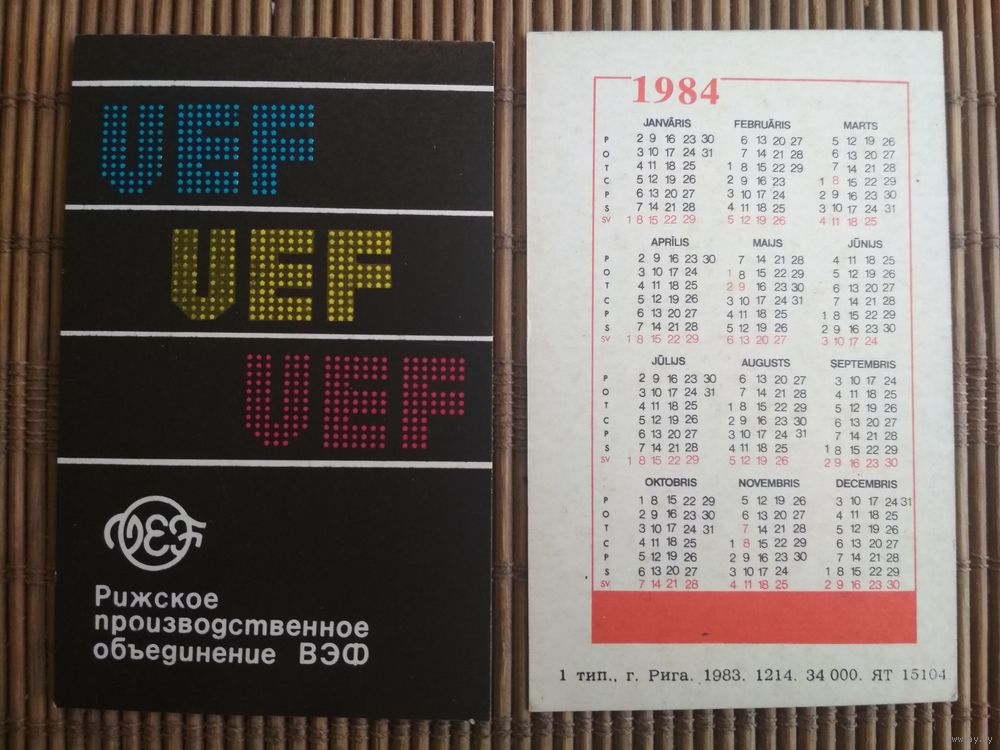 VEF
VEF
VEF
VEF
Рижское
производственное
объединение ВЭФ
1984
JANVĀRIS FEBRUĀRIS MARTS
P 2 9 16 23 30 6 13 20 27 5 12 19 26
O 3 10 17 24 31 7 14 21 28 6 13 20 27
T 4 11 18 25 1 8 15 22 29 7 14 21 28
C 5 12 19 26 2 9 16 23 1 8 15 22 29
P 6 13 20 27 3 10 17 24 2 9 16 23 30
S 7 14 21 28 4 11 18 25 3 10 17 24 31
SV 1 8 15 22 29 5 12 19 26 4 11 18 25
APRĪLIS MAIJS JŪNIJS
P 2 9 16 23 30 7 14 21 28 4 11 18 25
O 3 10 17 24 1 8 15 22 29 5 12 19 26
T 4 11 18 25 2 9 16 23 30 6 13 20 27
C 5 12 19 26 3 10 17 24 31 7 14 21 28
P 6 13 20 27 4 11 18 25 1 8 15 22 29
S 7 14 21 28 5 12 19 26 2 9 16 23 30
SV 1 8 15 22 29 6 13 20 27 3 10 17 24
JŪLIJS AUGUSTS SEPTEMBRIS
P 2 9 16 23 30 6 13 20 27 3 10 17 24
O 3 10 17 24 31 7 14 21 28 4 11 18 25
T 4 11 18 25 1 8 15 22 29 5 12 19 26
C 5 12 19 26 2 9 16 23 30 6 13 20 27
P 6 13 20 27 3 10 17 24 31 7 14 21 28
S 7 14 21 28 4 11 18 25 1 8 15 22 29
SV 1 8 15 22 29 5 12 19 26 2 9 16 23 30
OKTOBRIS NOVEMBRIS DECEMBRIS
P 1 8 15 22 29 5 12 19 26 3 10 17 24 31
O 2 9 16 23 30 6 13 20 27 4 11 18 25
T 3 10 17 24 31 7 14 21 28 5 12 19 26
C 4 11 18 25 1 8 15 22 29 6 13 20 27
P 5 12 19 26 2 9 16 23 30 7 14 21 28
S 6 13 20 27 3 10 17 24 1 8 15 22 29
SV 7 14 21 28 4 11 18 25 2 9 16 23 30
1 тип., г. Рига. 1983. 1214. 34 000. ЯТ 15104
www.ay.by